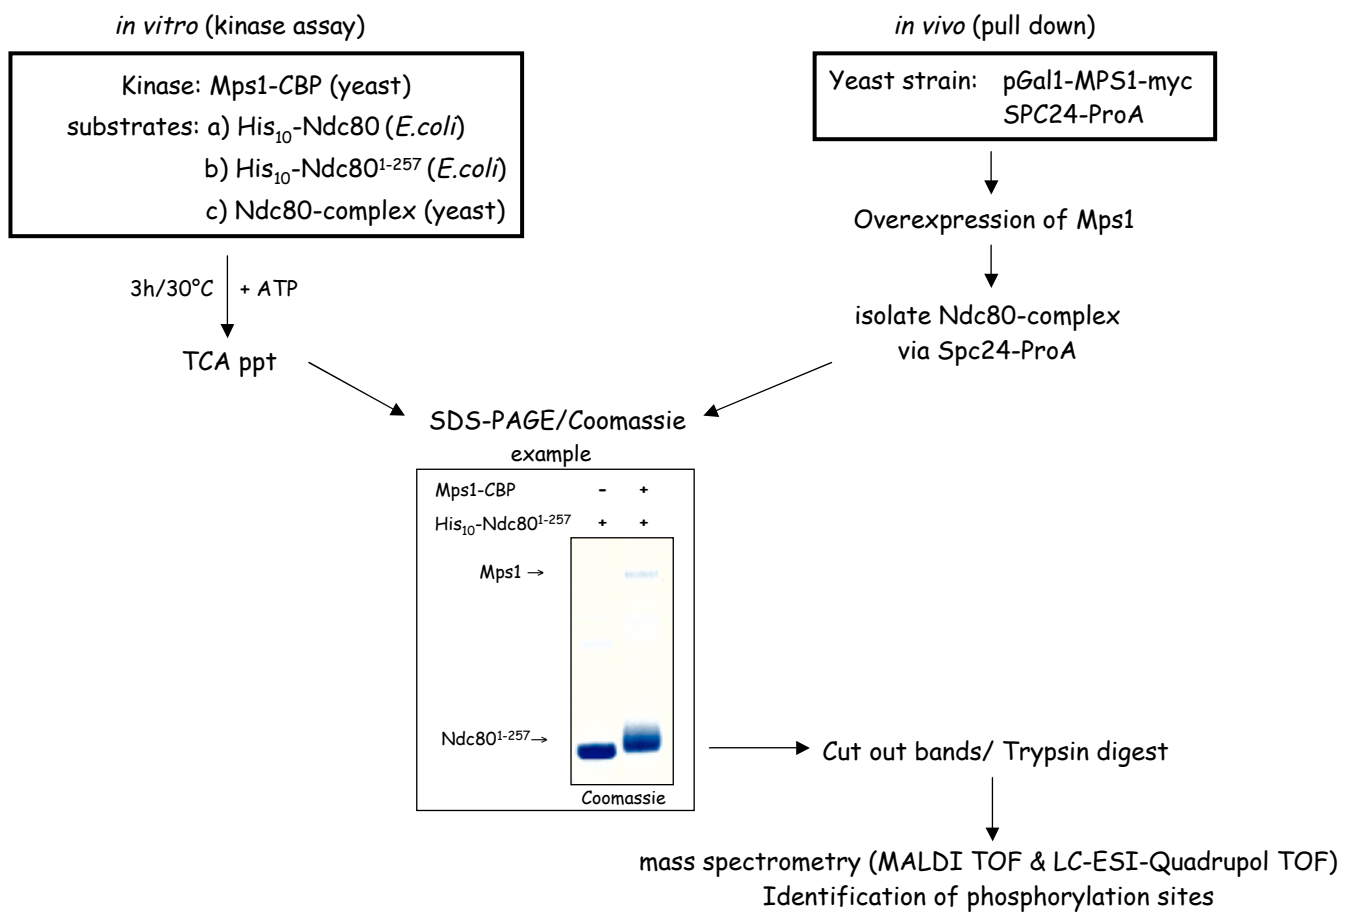 in vitro (kinase assay)
Kinase: Mps1-CBP (yeast)
substrates: a) His10-Ndc80 (E.coli)
b) His10-Ndc801-257 (E.coli)
c) Ndc80-complex (yeast)
3h/30°C + ATP
TCA ppt
in vivo (pull down)
Yeast strain: pGal1-MPS1-myc
SPC24-ProA
Overexpression of Mps1
isolate Ndc80-complex
via Spc24-ProA
SDS-PAGE/Coomassie
example
Mps1-CBP - +
His10-Ndc801-257 + +
Mps1 →
Ndc801-257→
Coomassie
Cut out bands/ Trypsin digest
mass spectrometry (MALDI TOF & LC-ESI-Quadrupol TOF)
Identification of phosphorylation sites